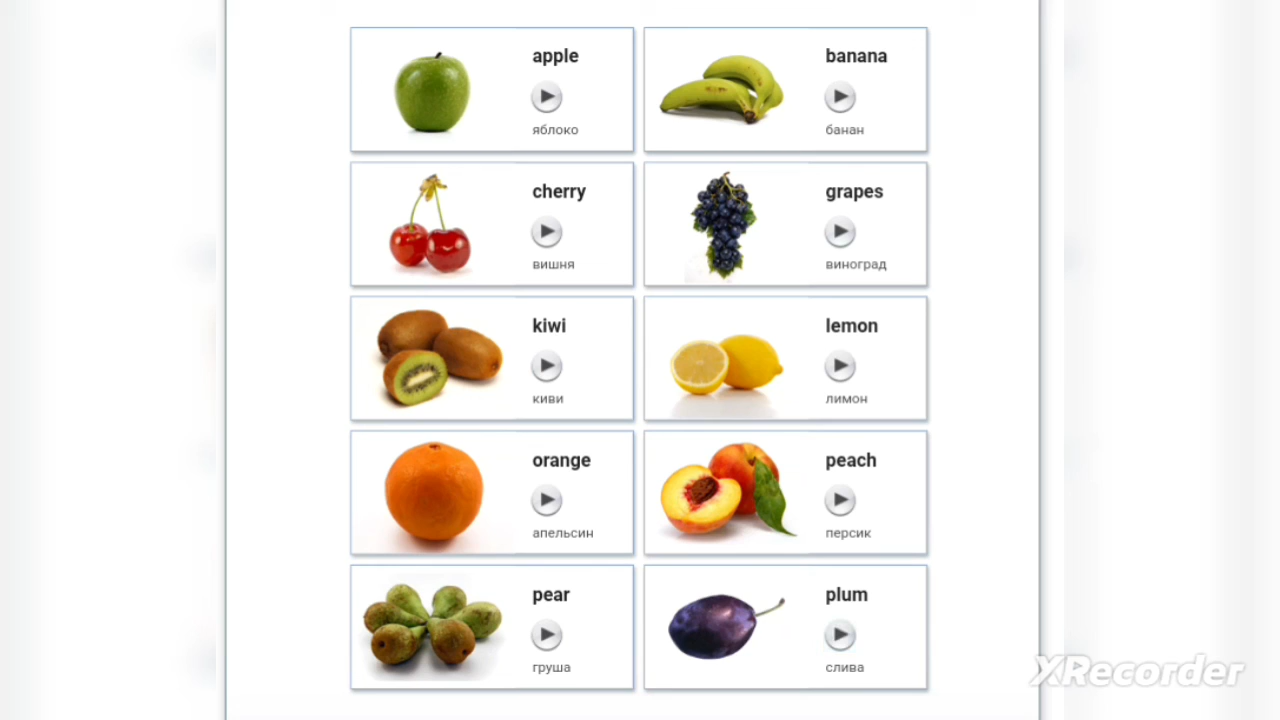 apple
яблоко
banana
банан
cherry
вишня
grapes
виноград
kiwi
киви
lemon
лимон
orange
апельсин
peach
персик
pear
груша
plum
слива
XRecorder